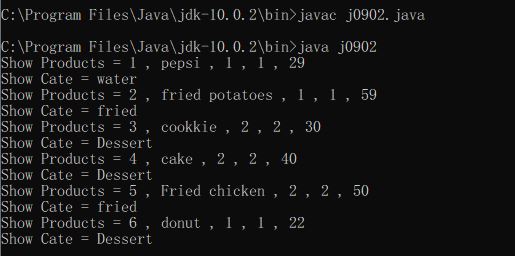 C:\Program Files\Java\jdk-10.0.2\bin>javac j0902.java
C:\Program Files\Java\jdk-10.0.2\bin>java j0902
Show Products = 1 , pepsi , 1 , 1 , 29
Show Cate = water
Show Products = 2 , fried potatoes , 1 , 1 , 59
Show Cate = fried
Show Products = 3 , cookkie , 2 , 2 , 30
Show Cate = Dessert
Show Products = 4 , cake , 2 , 2 , 40
Show Cate = Dessert
Show Products = 5 , Fried chicken , 2 , 2 , 50
Show Cate = fried
Show Products = 6 , donut , 1 , 1 , 22
Show Cate = Dessert